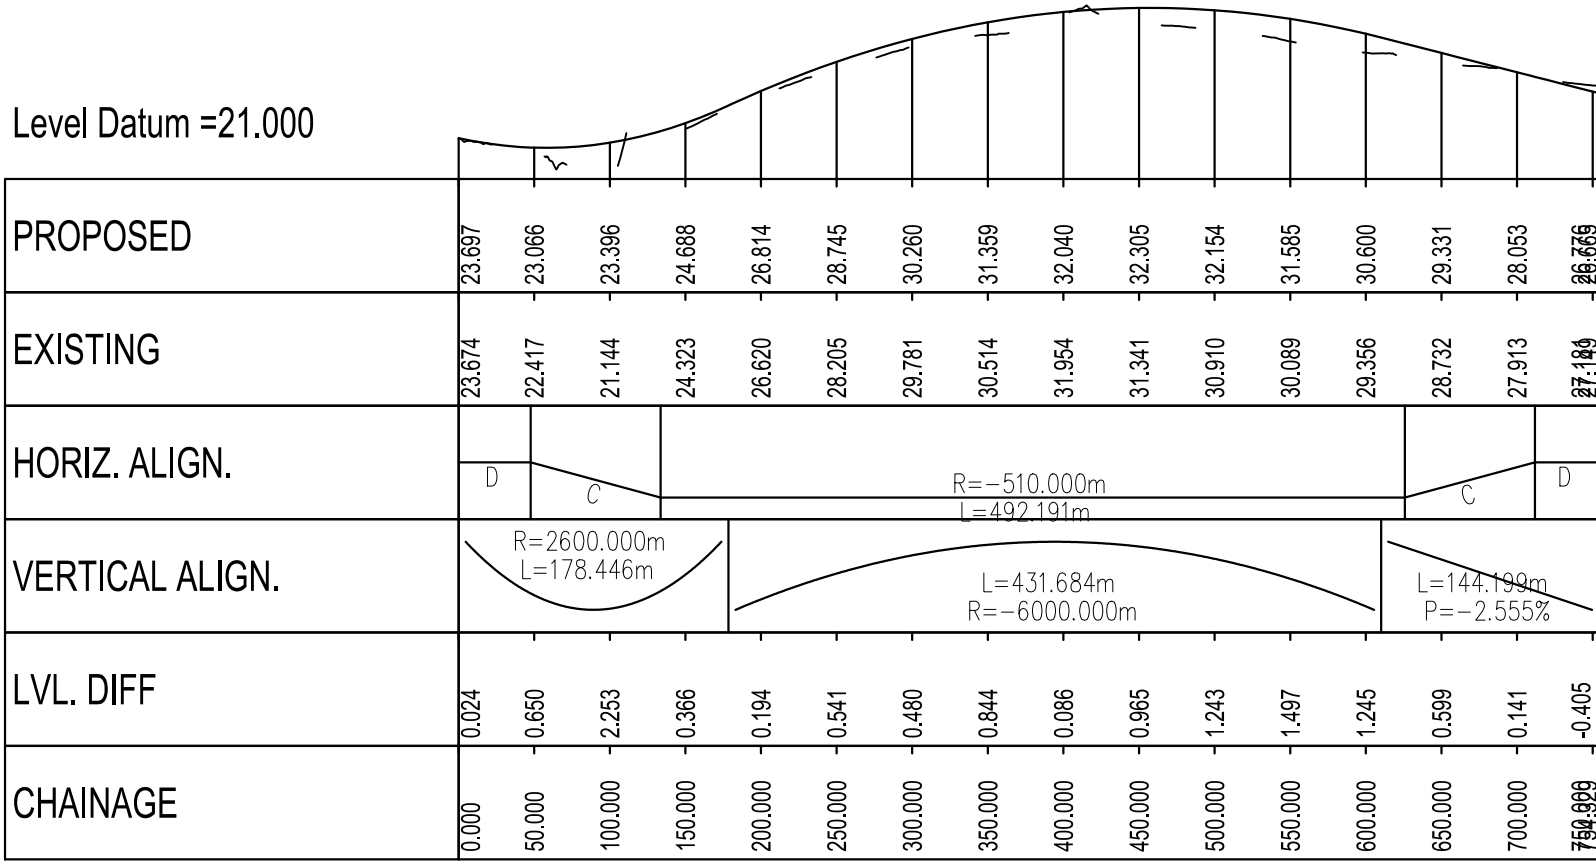 Level Datum =21.000
PROPOSED 23.697 23.066 23.396 24.688 26.814 28.745 30.260 31.359 32.040 32.305 32.154 31.585 30.600 29.331 28.053
EXISTING 23.674 22.417 21.144 24.323 26.620 28.205 29.781 30.514 31.954 31.341 30.910 30.089 29.356 28.732 27.913
HORIZ. ALIGN. D C R=-510.000m C D
L=492.191m
VERTICAL ALIGN. R=2600.000m
L=178.446m
L=431.684m
R=-6000.000m
L=144.199m
P=-2.555%
LVL. DIFF 0.024 0.650 2.253 0.366 0.194 0.541 0.480 0.844 0.086 0.965 1.243 1.497 1.245 0.599 0.141 -0.405
CHAINAGE 0.000 50.000 100.000 150.000 200.000 250.000 300.000 350.000 400.000 450.000 500.000 550.000 600.000 650.000 700.000